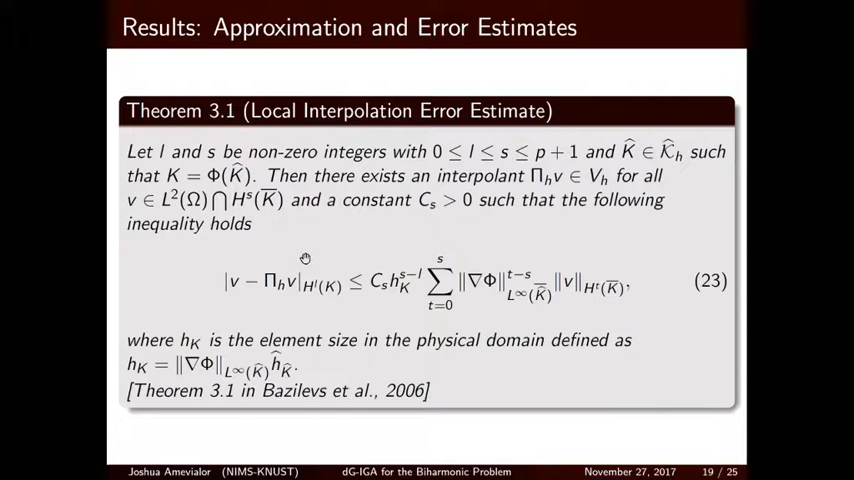 Results: Approximation and Error Estimates
Theorem 3.1 (Local Interpolation Error Estimate)
Let l and s be non-zero integers with 0 ≤ l ≤ s ≤ p + 1 and K̂ ∈ 𝒦̂_h such
that K = Φ(K̂). Then there exists an interpolant Π_h v ∈ V_h for all
v ∈ L²(Ω) ⋂ H^s(K̅) and a constant C_s > 0 such that the following
inequality holds
|v − Π_h v|_{H^l(K)} ≤ C_s h_K^{s−l} ∑_{t=0}^{s} ‖∇Φ‖_{L^∞(\overline{K̂})}^{t−s} ‖v‖_{H^t(K̅)}, (23)
where h_K is the element size in the physical domain defined as
h_K = ‖∇Φ‖_{L^∞(K̂)} ĥ_{K̂}.
[Theorem 3.1 in Bazilevs et al., 2006]
Joshua Amevialor (NIMS-KNUST) dG-IGA for the Biharmonic Problem November 27, 2017 19 / 25